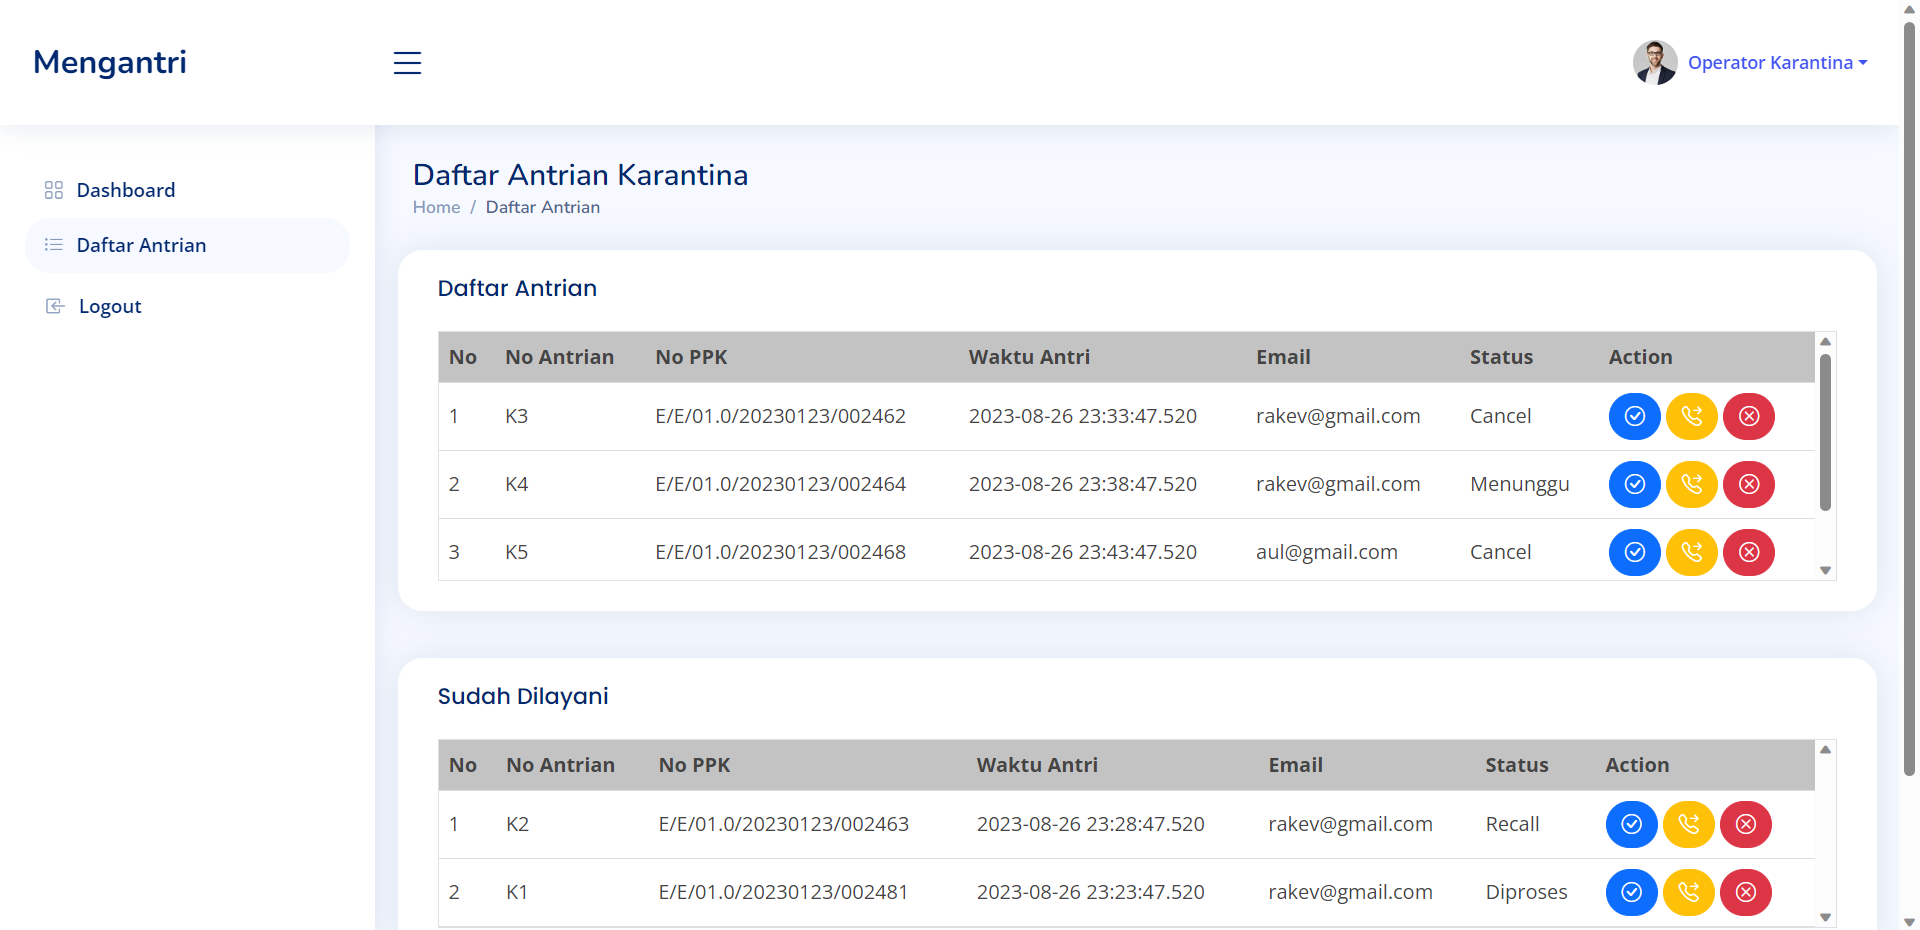 Mengantri
Operator Karantina
Dashboard
Daftar Antrian
Logout
Daftar Antrian Karantina
Home / Daftar Antrian
Daftar Antrian
No No Antrian No PPK Waktu Antri Email Status Action
1 K3 E/E/01.0/20230123/002462 2023-08-26 23:33:47.520 rakev@gmail.com Cancel
2 K4 E/E/01.0/20230123/002464 2023-08-26 23:38:47.520 rakev@gmail.com Menunggu
3 K5 E/E/01.0/20230123/002468 2023-08-26 23:43:47.520 aul@gmail.com Cancel
Sudah Dilayani
No No Antrian No PPK Waktu Antri Email Status Action
1 K2 E/E/01.0/20230123/002463 2023-08-26 23:28:47.520 rakev@gmail.com Recall
2 K1 E/E/01.0/20230123/002481 2023-08-26 23:23:47.520 rakev@gmail.com Diproses